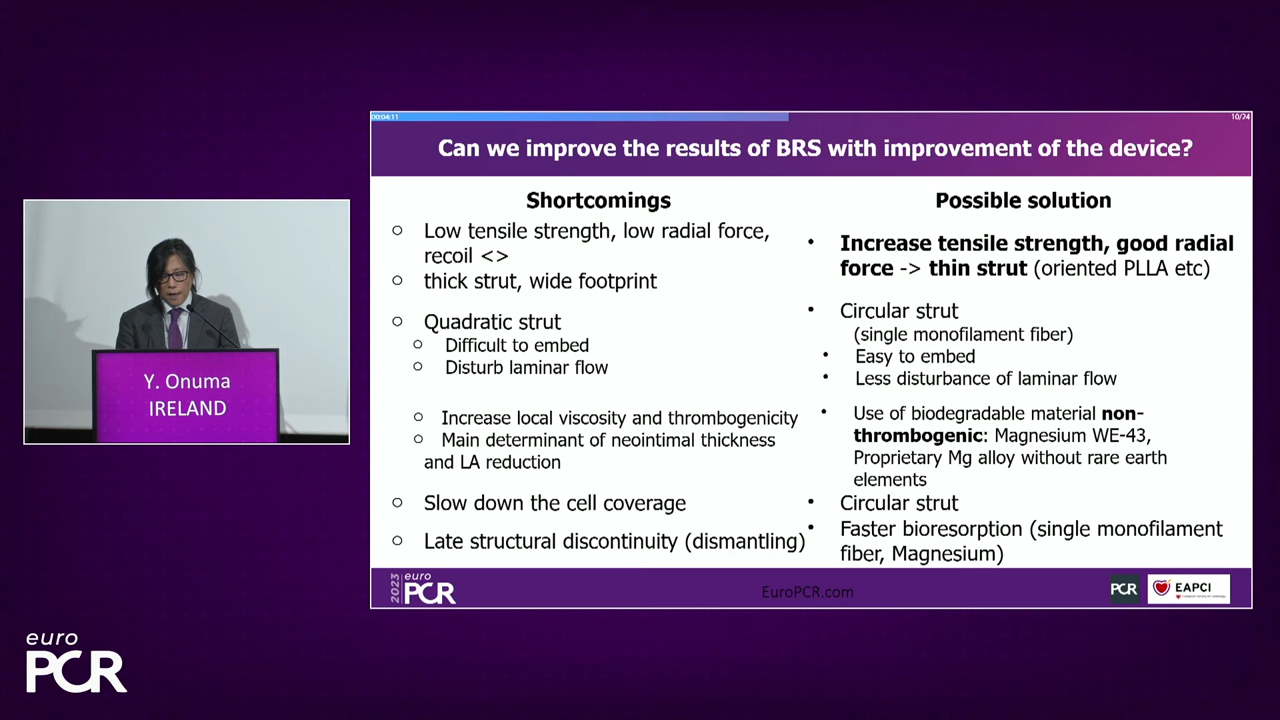 00:04:11
10/24
Can we improve the results of BRS with improvement of the device?
Shortcomings
Low tensile strength, low radial force,
recoil <>
thick strut, wide footprint
Quadratic strut
Difficult to embed
Disturb laminar flow
Increase local viscosity and thrombogenicity
Main determinant of neointimal thickness
and LA reduction
Slow down the cell coverage
Late structural discontinuity (dismantling)
Possible solution
Increase tensile strength, good radial
force -> thin strut (oriented PLLA etc)
Circular strut
(single monofilament fiber)
Easy to embed
Less disturbance of laminar flow
Use of biodegradable material non-
thrombogenic: Magnesium WE-43,
Proprietary Mg alloy without rare earth
elements
Circular strut
Faster bioresorption (single monofilament
fiber, Magnesium)
Y. Onuma
IRELAND
2023
euro
PCR
EuroPCR.com
PCR
EAPCI
euro
PCR